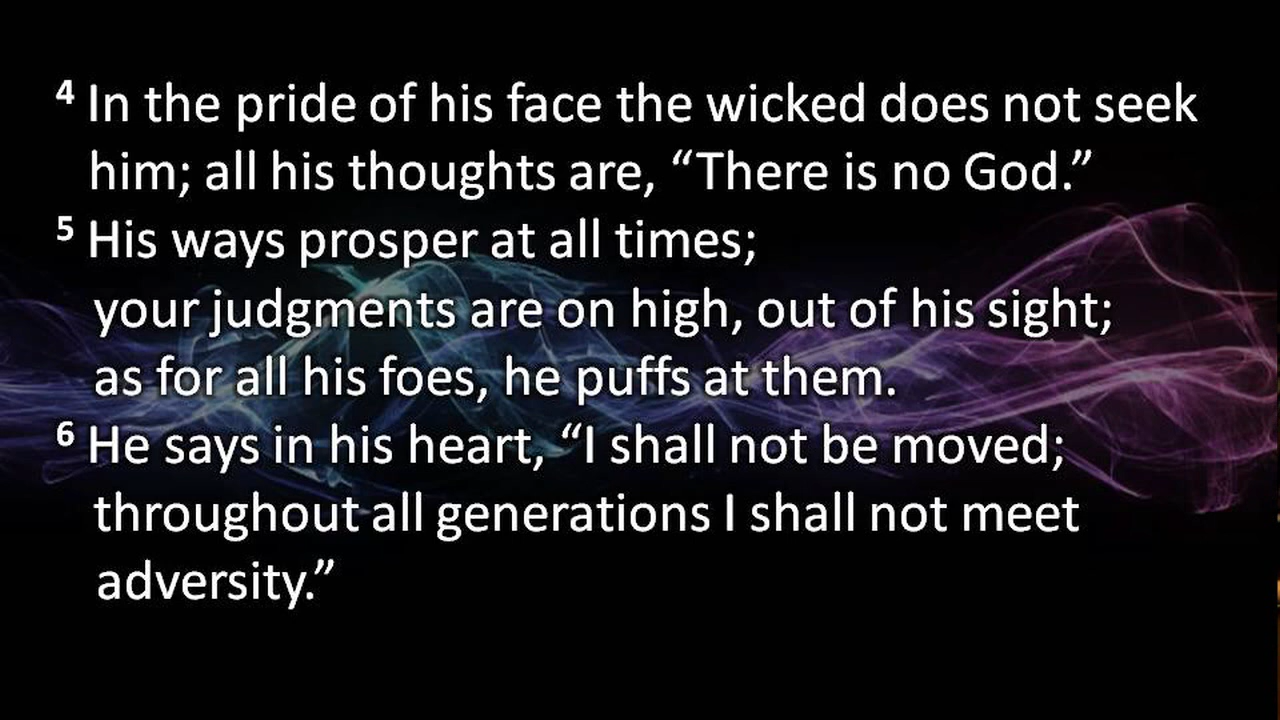 4 In the pride of his face the wicked does not seek
him; all his thoughts are, “There is no God.”
5 His ways prosper at all times;
your judgments are on high, out of his sight;
as for all his foes, he puffs at them.
6 He says in his heart, “I shall not be moved;
throughout all generations I shall not meet
adversity.”